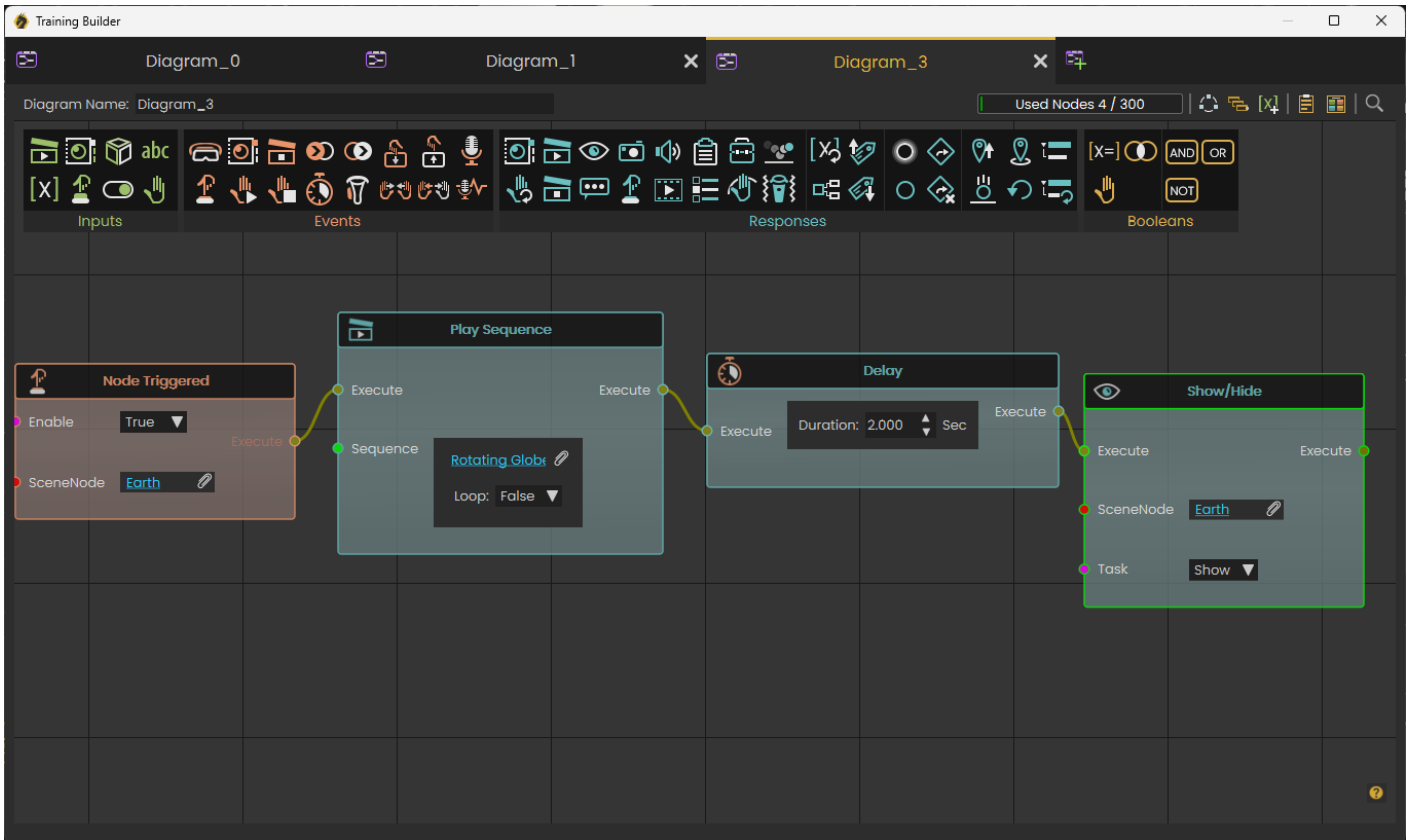 Training Builder
Diagram_0
Diagram_1
Diagram_3
Diagram Name: Diagram_3
Used Nodes 4 / 300
abc
[X]
[X=]
AND
OR
NOT
Inputs
Events
Responses
Booleans
Node Triggered
Enable
True
Execute
SceneNode
Earth
Play Sequence
Execute
Execute
Sequence
Rotating Globe
Loop: False
Delay
Execute
Execute
Duration: 2.000 Sec
Show/Hide
Execute
Execute
SceneNode
Earth
Task
Show
?